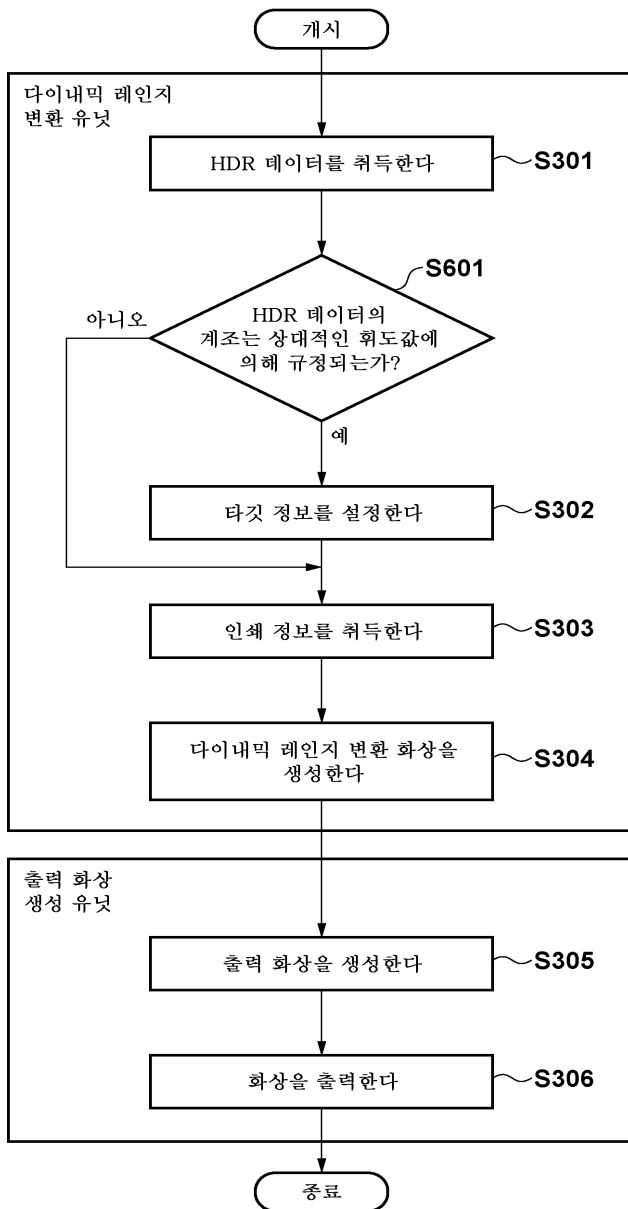 개시
다이내믹 레인지
변환 유닛
HDR 데이터를 취득한다
S301
S601
HDR 데이터의
계조는 상대적인 휘도값에
의해 규정되는가?
아니오
예
타깃 정보를 설정한다
S302
인쇄 정보를 취득한다
S303
다이내믹 레인지 변환 화상을
생성한다
S304
출력 화상
생성 유닛
출력 화상을 생성한다
S305
화상을 출력한다
S306
종료